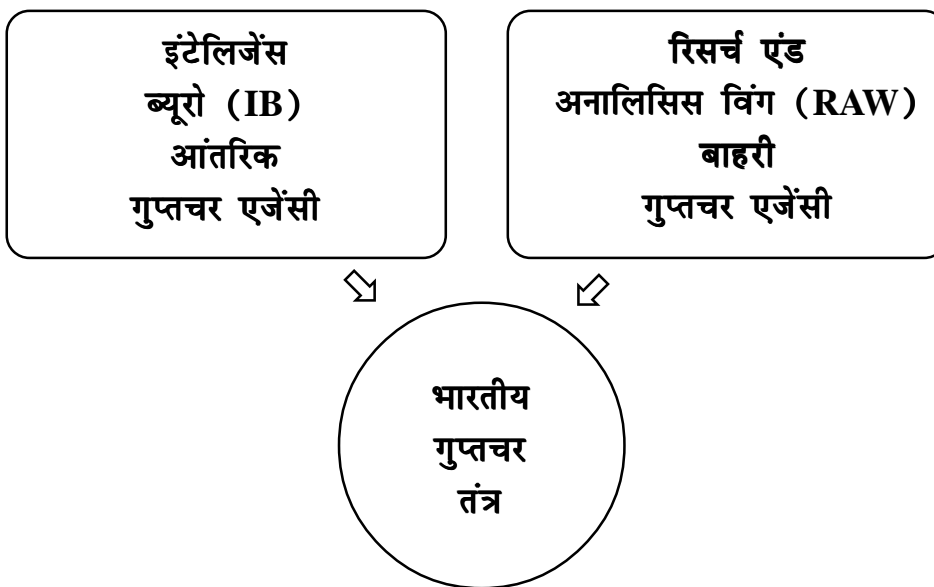 इंटेलिजेंस
ब्यूरो (IB)
आंतरिक
गुप्तचर एजेंसी
रिसर्च एंड
अनालिसिस विंग (RAW)
बाहरी
गुप्तचर एजेंसी
भारतीय
गुप्तचर
तंत्र